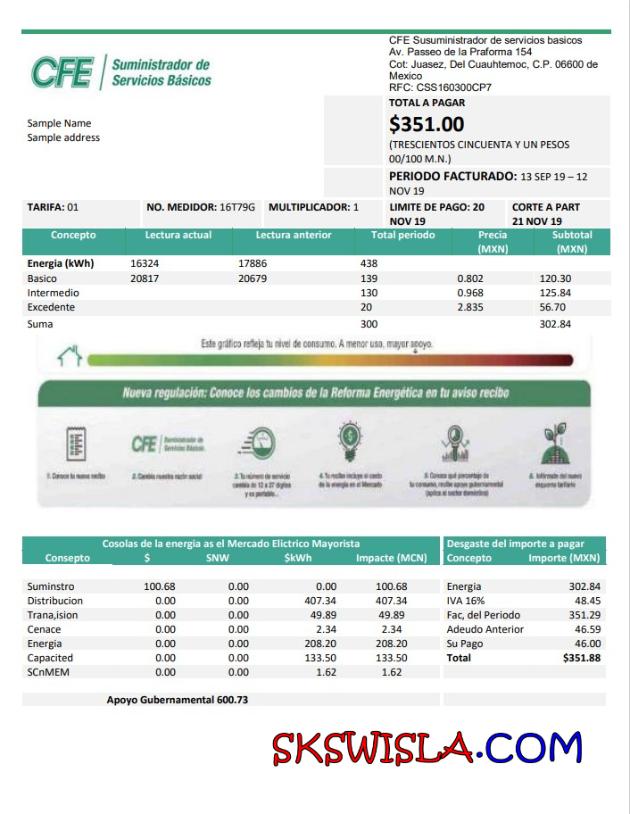 CFE Susuministrador de servicios basicos
Av. Passeo de la Praforma 154
Cot: Juasez, Del Cuauhtemoc, C.P. 06600 de
Mexico
RFC: CSS160300CP7
CFE Suministrador de
Servicios Básicos
TOTAL A PAGAR
$351.00
(TRESCIENTOS CINCUENTA Y UN PESOS
00/100 M.N.)
Sample Name
Sample address
PERIODO FACTURADO: 13 SEP 19 – 12
NOV 19
TARIFA: 01 NO. MEDIDOR: 16T79G MULTIPLICADOR: 1 LIMITE DE PAGO: 20 CORTE A PART
NOV 19 21 NOV 19
Concepto Lectura actual Lectura anterior Total periodo Precia Subtotal
(MXN) (MXN)
Energia (kWh) 16324 17886 438
Basico 20817 20679 139 0.802 120.30
Intermedio 130 0.968 125.84
Excedente 20 2.835 56.70
Suma 300 302.84
Este gráfico refleja tu nivel de consumo. A menor uso, mayor apoyo.
Nueva regulación: Conoce los cambios de la Reforma Energética en tu aviso recibo
CFE Suministrador de
Servicios Básicos
1. Conoce tu nuevo recibo
2. Cambia nuestra razón social
3. Tu número de servicio
cambia de 12 a 27 dígitos
y es portable..
4. Tu recibo incluye el costo
de la energía en el Mercado
5. Conoce qué porcentaje de
tu consumo, recibe apoyo gubernamental
(aplica al sector doméstico)
6. Infórmate del nuevo
esquema tarifario
Cosolas de la energia as el Mercado Elictrico Mayorista
Consepto $ SNW $kWh Impacte (MCN)
Suminstro 100.68 0.00 0.00 100.68
Distribucion 0.00 0.00 407.34 407.34
Trana,ision 0.00 0.00 49.89 49.89
Cenace 0.00 0.00 2.34 2.34
Energia 0.00 0.00 208.20 208.20
Capacited 0.00 0.00 133.50 133.50
SCnMEM 0.00 0.00 1.62 1.62
Desgaste del importe a pagar
Concepto Importe (MXN)
Energia 302.84
IVA 16% 48.45
Fac, del Periodo 351.29
Adeudo Anterior 46.59
Su Pago 46.00
Total $351.88
Apoyo Gubernamental 600.73
SKSWISLA.COM